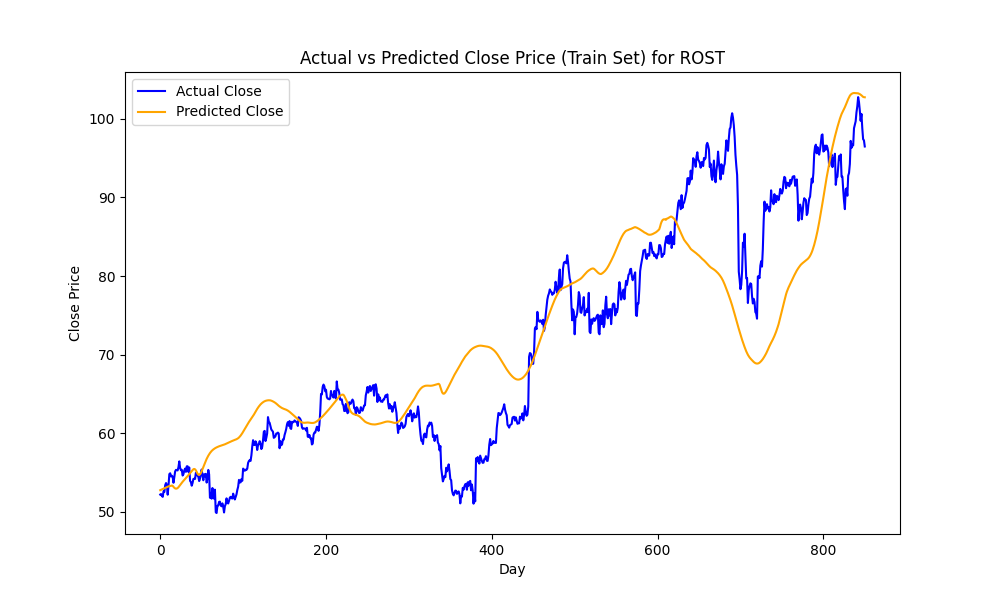 Actual vs Predicted Close Price (Train Set) for ROST
Actual Close
Predicted Close
Close Price
100
90
80
70
60
50
0 200 400 600 800
Day